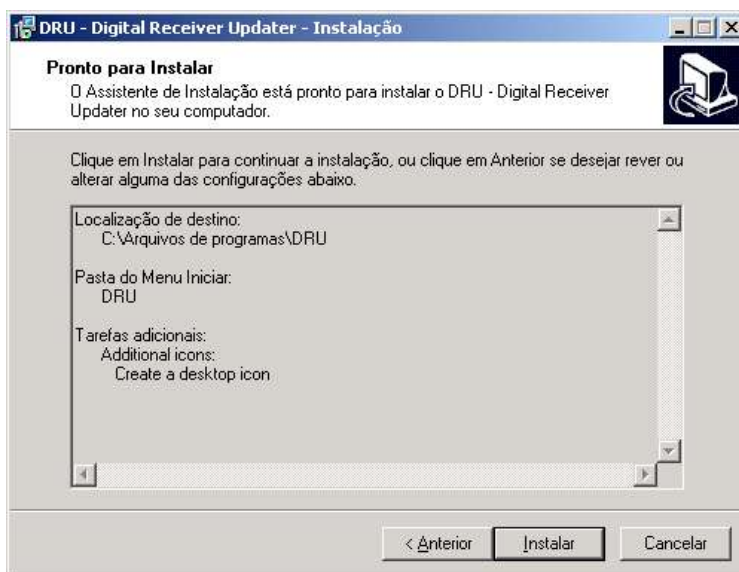 DRU - Digital Receiver Updater - Instalação
Pronto para Instalar
O Assistente de Instalação está pronto para instalar o DRU - Digital Receiver
Updater no seu computador.
Clique em Instalar para continuar a instalação, ou clique em Anterior se desejar rever ou
alterar alguma das configurações abaixo.
Localização de destino:
C:\Arquivos de programas\DRU
Pasta do Menu Iniciar:
DRU
Tarefas adicionais:
Additional icons:
Create a desktop icon
< Anterior
Instalar
Cancelar